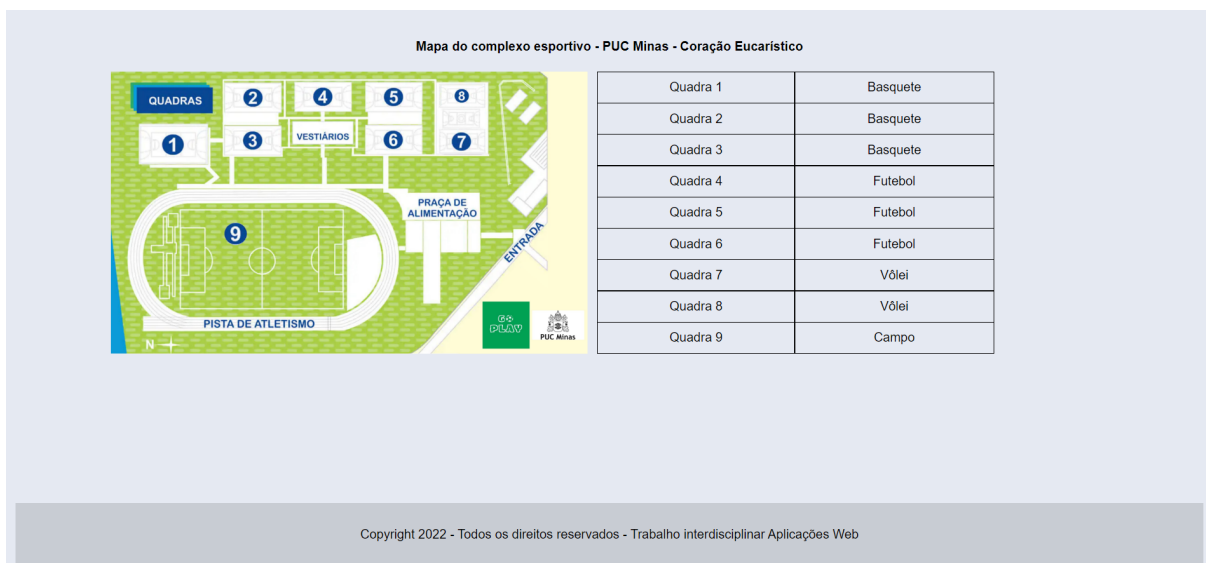 Mapa do complexo esportivo - PUC Minas - Coração Eucarístico
QUADRAS
2
4
5
8
1
3
VESTIÁRIOS
6
7
PRAÇA DE
ALIMENTAÇÃO
9
ENTRADA
PISTA DE ATLETISMO
N
GO
PLAY
PUC Minas
Quadra 1 Basquete
Quadra 2 Basquete
Quadra 3 Basquete
Quadra 4 Futebol
Quadra 5 Futebol
Quadra 6 Futebol
Quadra 7 Vôlei
Quadra 8 Vôlei
Quadra 9 Campo
Copyright 2022 - Todos os direitos reservados - Trabalho interdisciplinar Aplicações Web